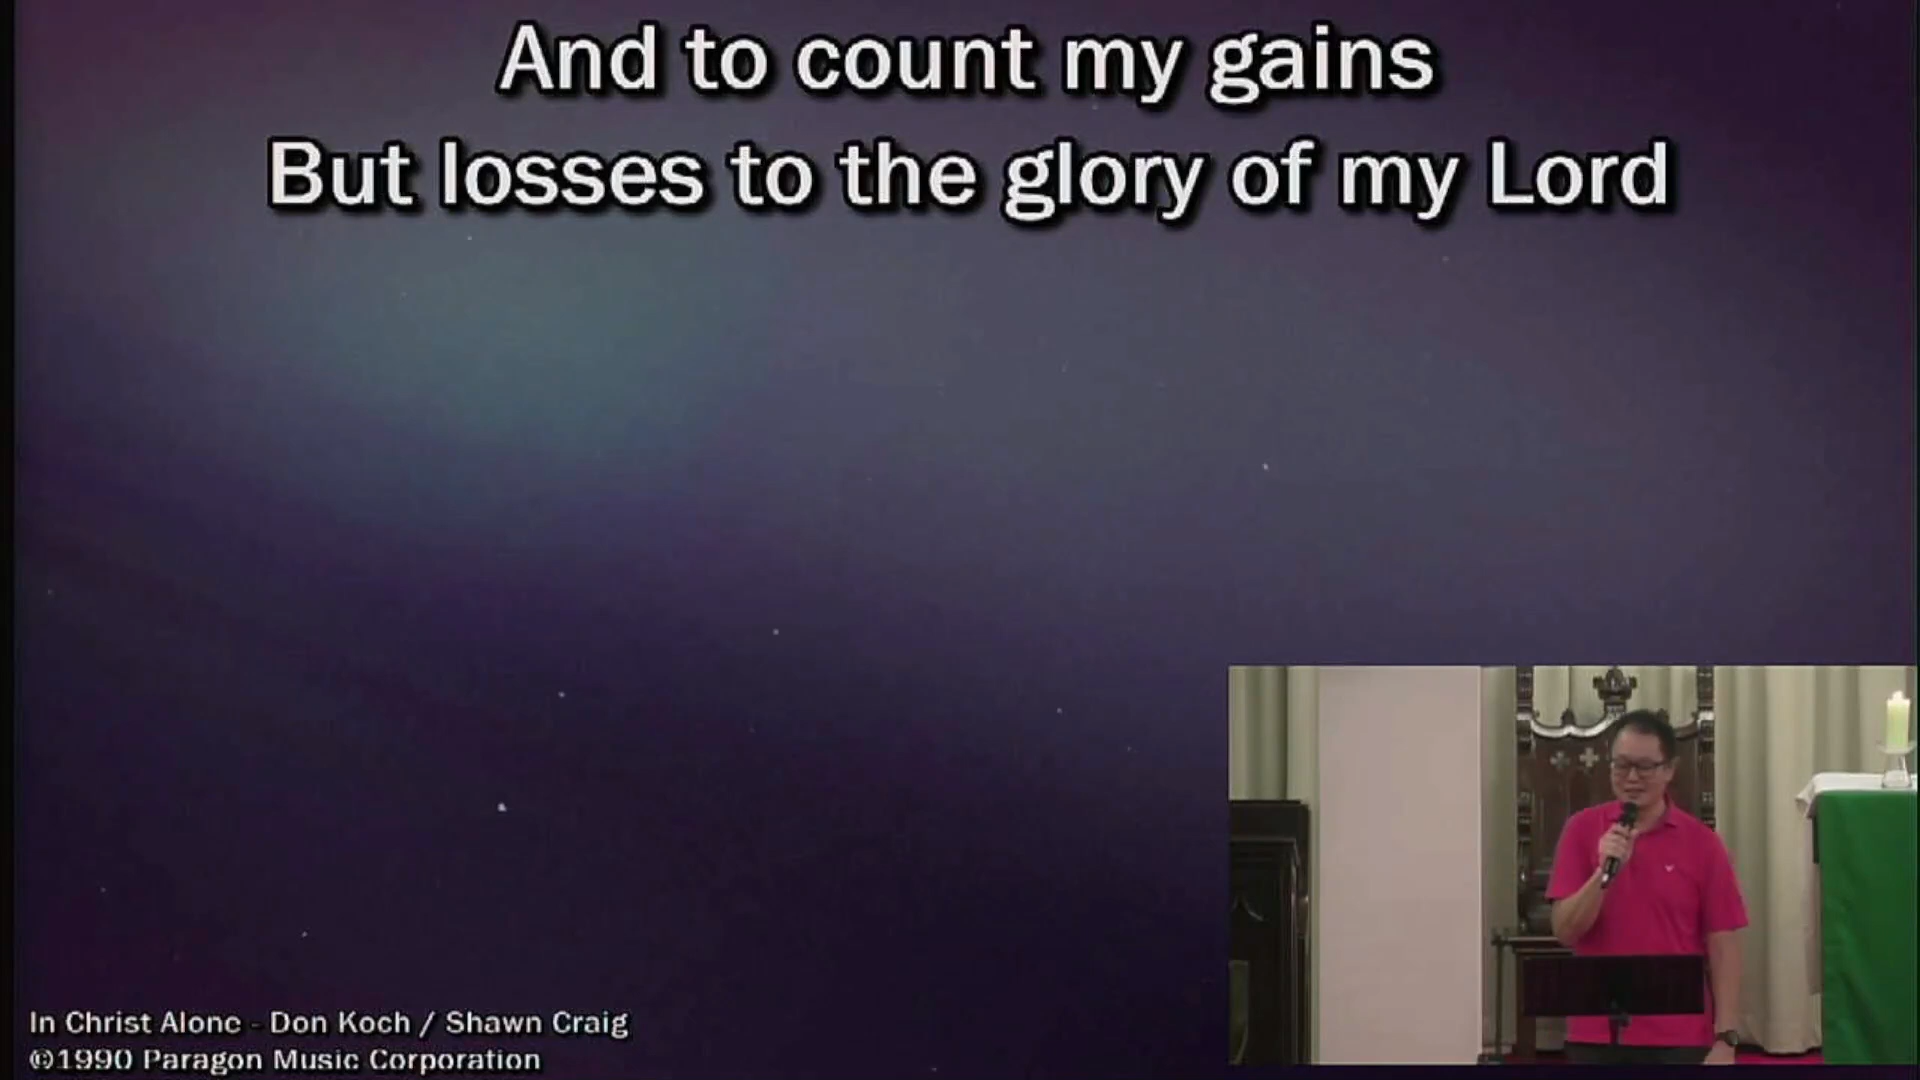 And to count my gains
But losses to the glory of my Lord
In Christ Alone - Don Koch / Shawn Craig
©1990 Paragon Music Corporation